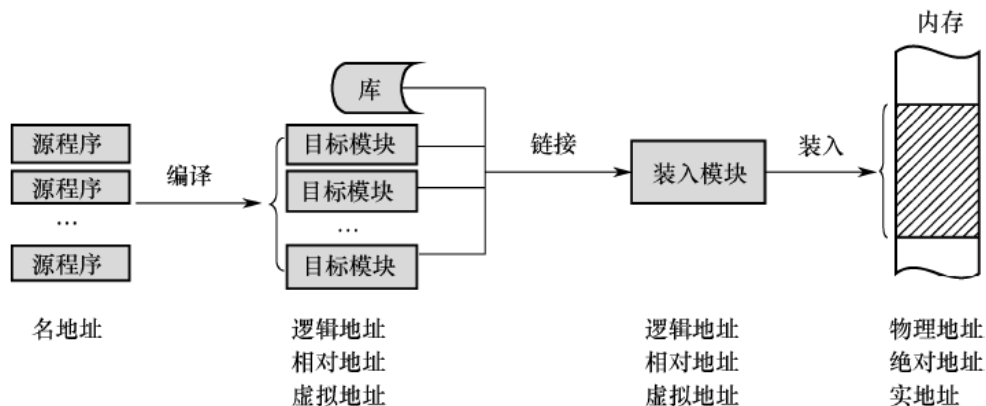 内存
库
源程序
源程序
…
源程序
编译
目标模块
目标模块
…
目标模块
链接
装入模块
装入
名地址
逻辑地址
相对地址
虚拟地址
逻辑地址
相对地址
虚拟地址
物理地址
绝对地址
实地址